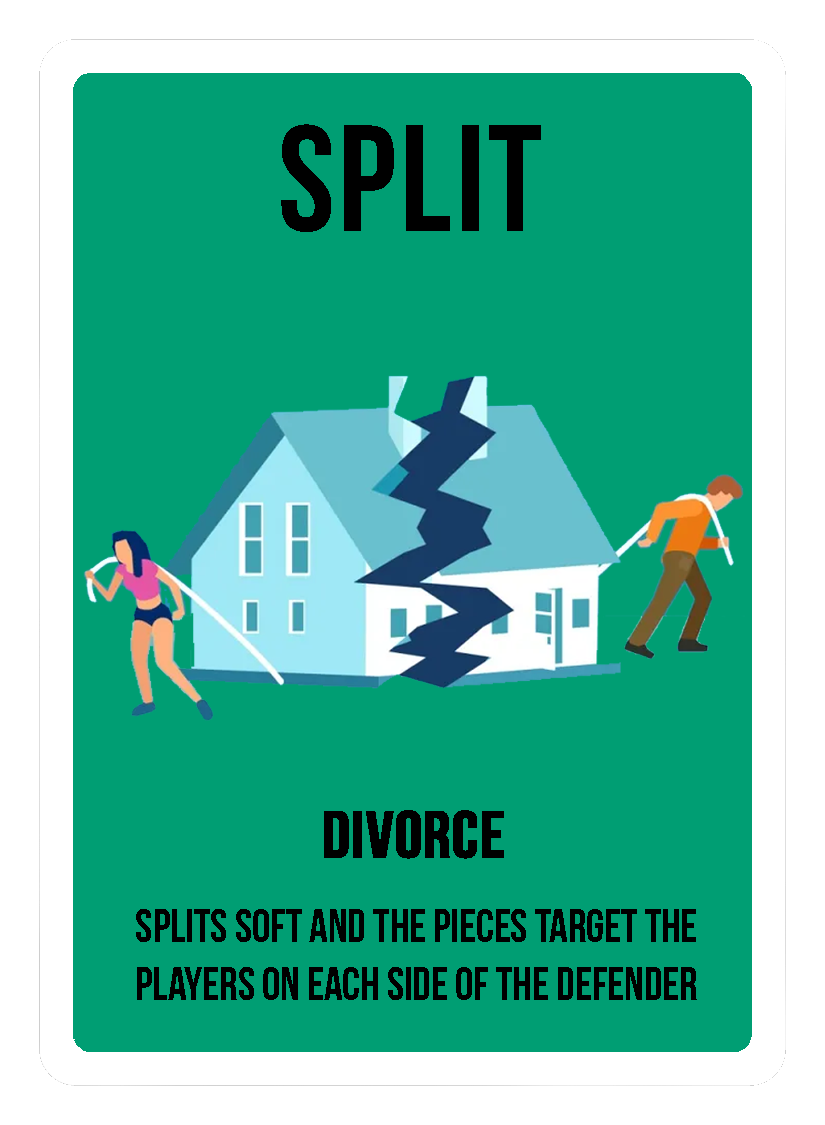 SPLIT
DIVORCE
SPLITS SOFT AND THE PIECES TARGET THE
PLAYERS ON EACH SIDE OF THE DEFENDER